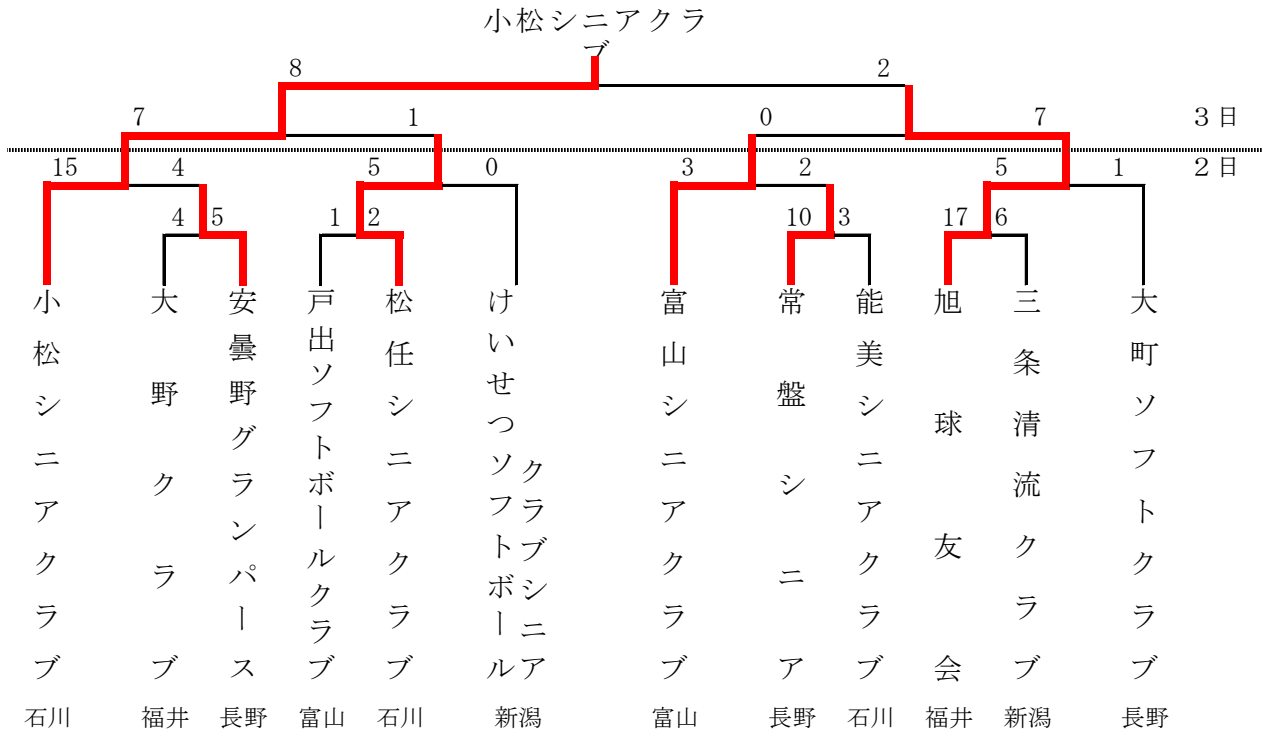 小松シニアクラ
ブ
8 2
7 1 0 7 3日
15 4 5 0 3 2 5 1 2日
4 5 1 2 10 3 17 6
小松シニアクラブ
大野クラブ
安曇野グランパース
戸出ソフトボールクラブ
松任シニアクラブ
けいせつソフトボール
クラブシニア
富山シニアクラブ
常盤シニア
能美シニアクラブ
旭球友会
三条清流クラブ
大町ソフトクラブ
石川 福井 長野 富山 石川 新潟 富山 長野 石川 福井 新潟 長野